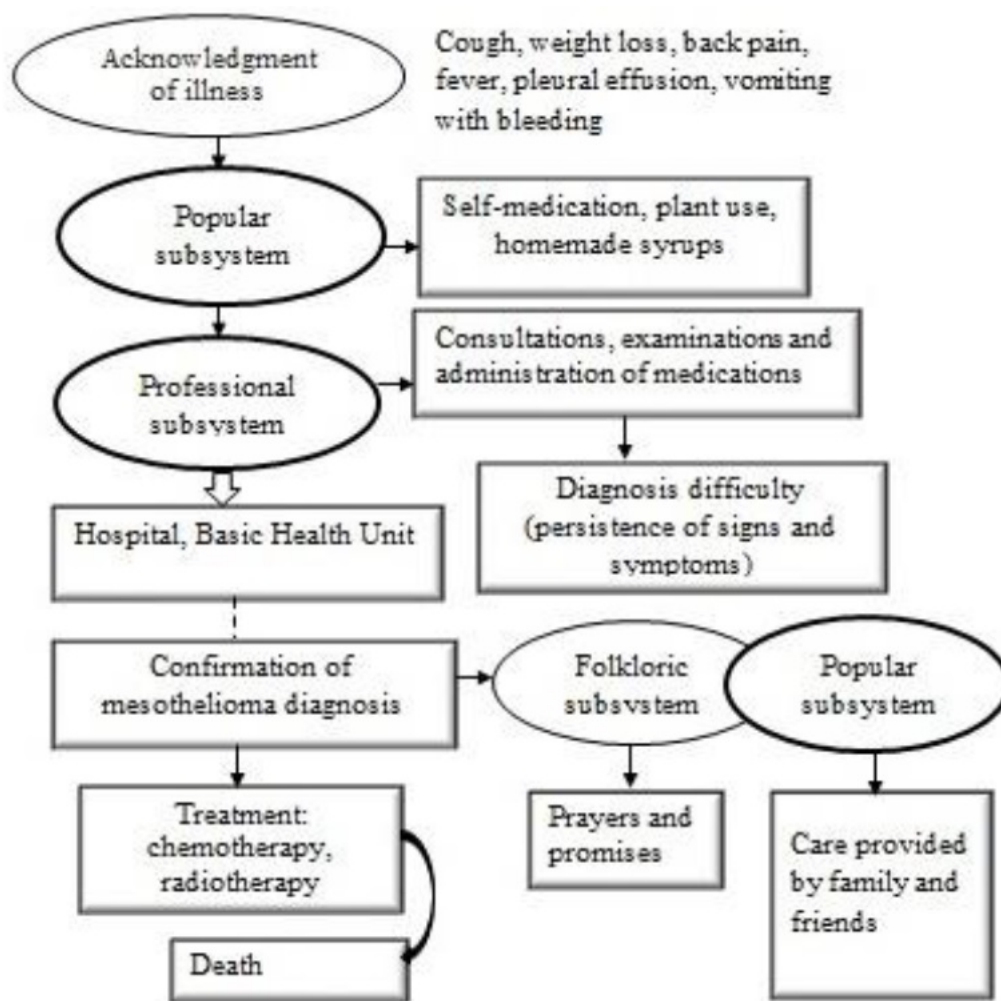 Acknowledgment
of illness
Cough, weight loss, back pain,
fever, pleural effusion, vomiting
with bleeding
Popular
subsystem
Self-medication, plant use,
homemade syrups
Professional
subsystem
Consultations, examinations and
administration of medications
Diagnosis difficulty
(persistence of signs and
symptoms)
Hospital, Basic Health Unit
Confirmation of
mesothelioma diagnosis
Folkloric
subsystem
Popular
subsystem
Treatment:
chemotherapy,
radiotherapy
Prayers and
promises
Care provided
by family and
friends
Death